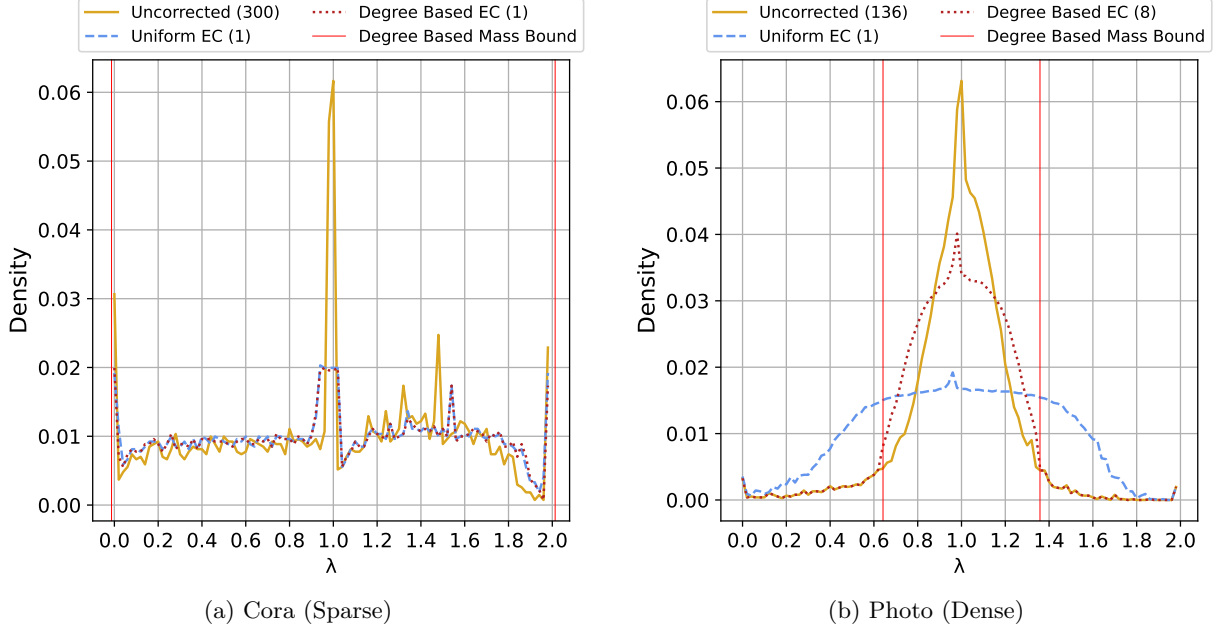 Uncorrected (300)
Uniform EC (1)
Degree Based EC (1)
Degree Based Mass Bound
Density
0.06
0.05
0.04
0.03
0.02
0.01
0.00
0.0 0.2 0.4 0.6 0.8 1.0 1.2 1.4 1.6 1.8 2.0
λ
(a) Cora (Sparse)
Uncorrected (136)
Uniform EC (1)
Degree Based EC (8)
Degree Based Mass Bound
Density
0.06
0.05
0.04
0.03
0.02
0.01
0.00
0.0 0.2 0.4 0.6 0.8 1.0 1.2 1.4 1.6 1.8 2.0
λ
(b) Photo (Dense)